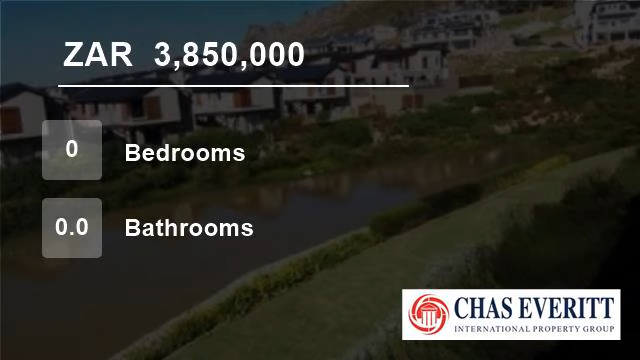 ZAR 3,850,000
0
Bedrooms
0.0
Bathrooms
CHAS EVERITT
INTERNATIONAL PROPERTY GROUP